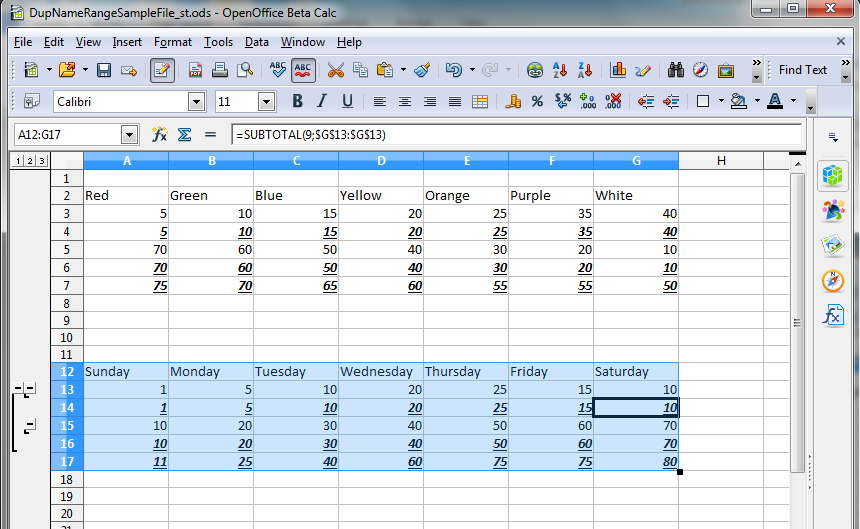 DupNameRangeSampleFile_st.ods - OpenOffice Beta Calc
File Edit View Insert Format Tools Data Window Help
ABC ABC Find Text
Calibri 11 B I U
A12:G17 =SUBTOTAL(9;$G$13:$G$13)
1 2 3 A B C D E F G H
1
2 Red Green Blue Yellow Orange Purple White
3 5 10 15 20 25 35 40
4 5 10 15 20 25 35 40
5 70 60 50 40 30 20 10
6 70 60 50 40 30 20 10
7 75 70 65 60 55 55 50
8
9
10
11
12 Sunday Monday Tuesday Wednesday Thursday Friday Saturday
13 1 5 10 20 25 15 10
14 1 5 10 20 25 15 10
15 10 20 30 40 50 60 70
16 10 20 30 40 50 60 70
17 11 25 40 60 75 75 80
18
19
20